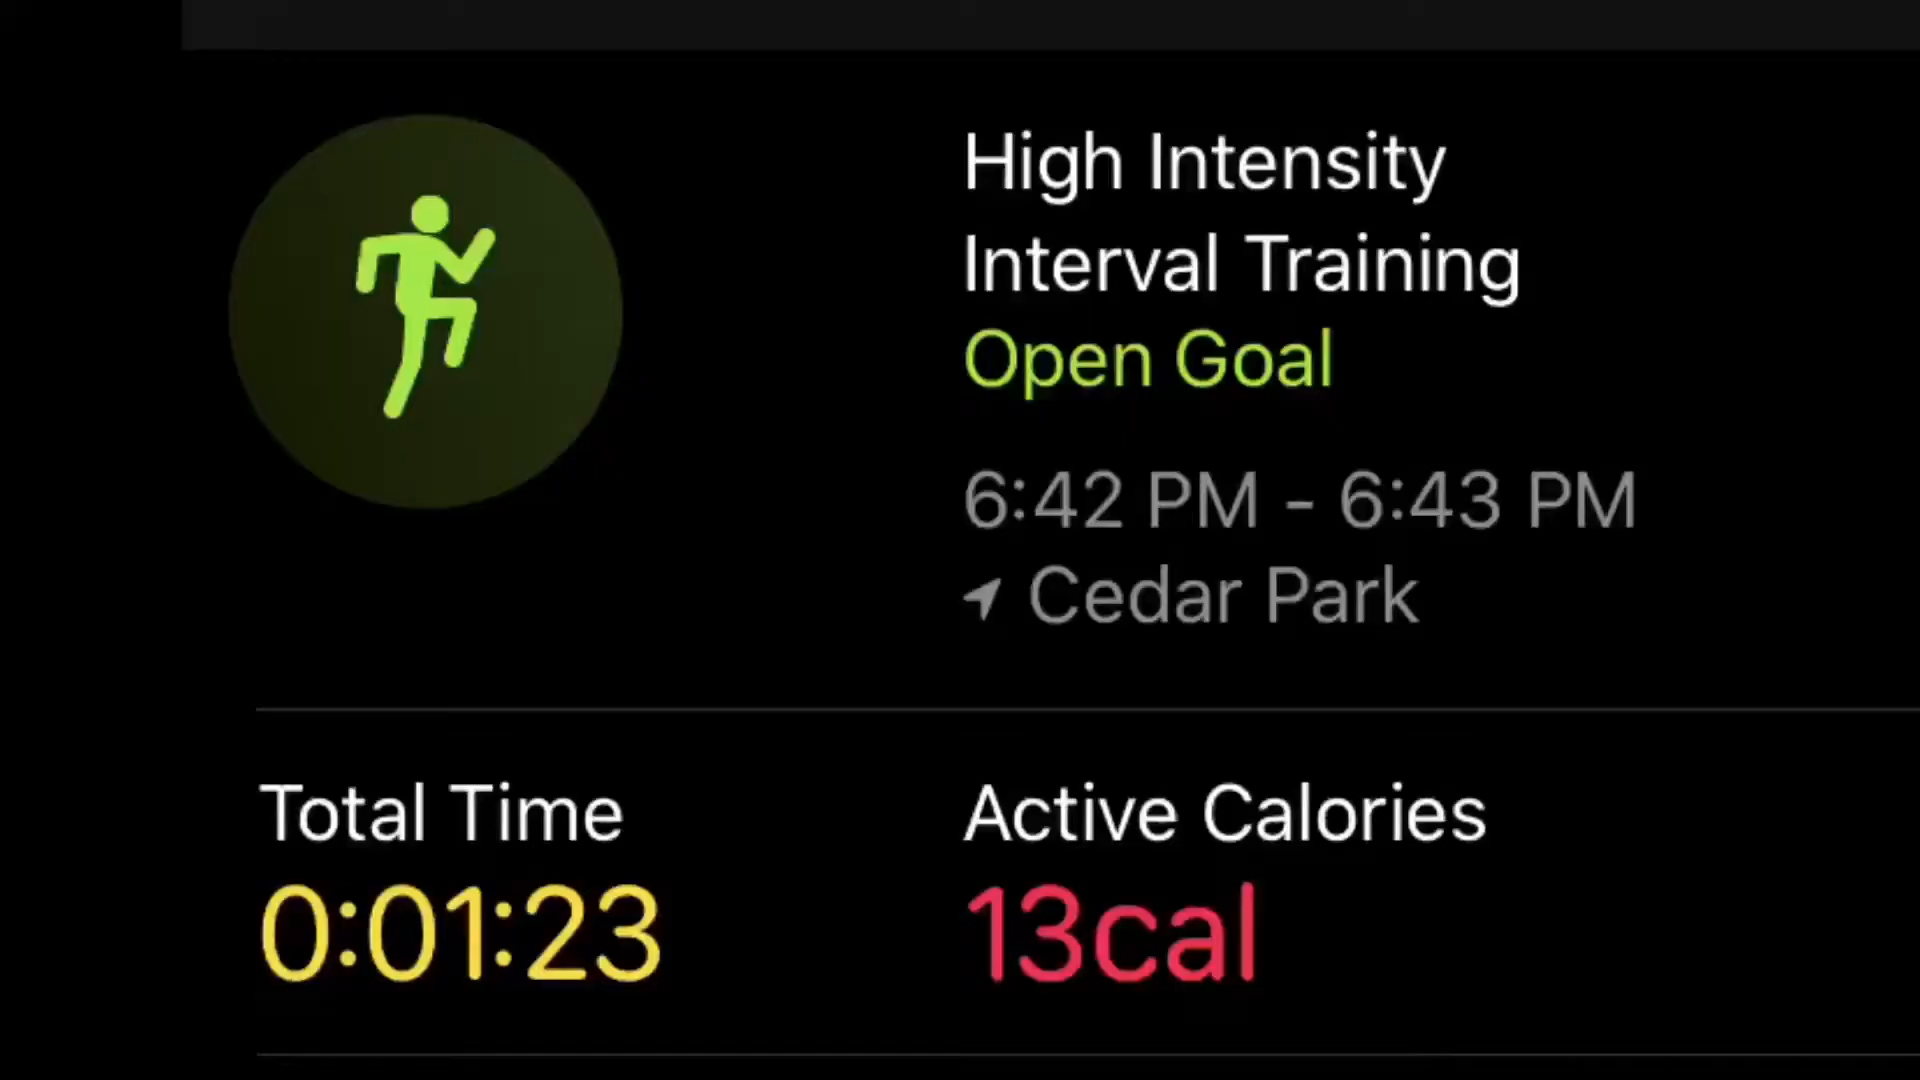 High Intensity
Interval Training
Open Goal
6:42 PM - 6:43 PM
Cedar Park
Total Time
Active Calories
0:01:23
13cal